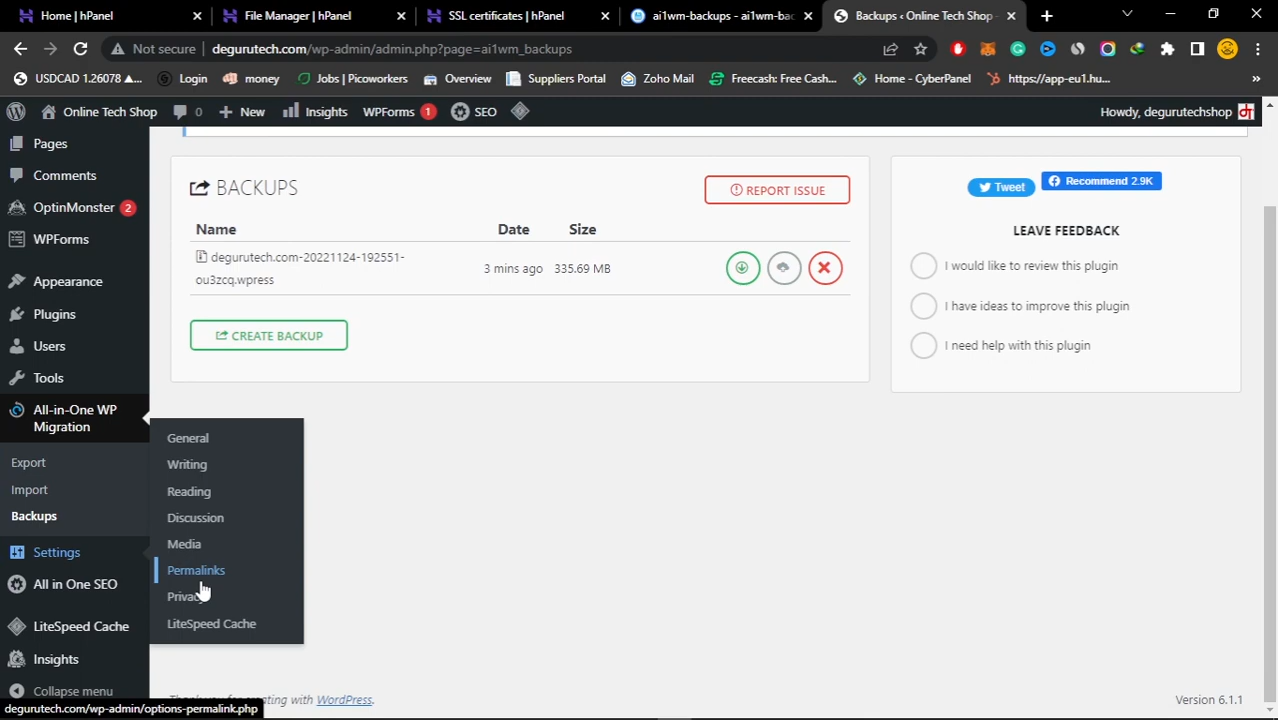 Home | hPanel
File Manager | hPanel
SSL certificates | hPanel
ai1wm-backups - ai1wm-ba
Backups ‹ Online Tech Shop -
Not secure
degurutech.com/wp-admin/admin.php?page=ai1wm_backups
USDCAD 1.26078 ▲...
Login
money
Jobs | Picoworkers
Overview
Suppliers Portal
Zoho Mail
Freecash: Free Cash...
Home - CyberPanel
https://app-eu1.hu...
»
Online Tech Shop
0
New
Insights
WPForms 1
SEO
Howdy, degurutechshop
Pages
Comments
OptinMonster 2
WPForms
Appearance
Plugins
Users
Tools
All-in-One WP
Migration
Export
Import
Backups
Settings
All in One SEO
LiteSpeed Cache
Insights
Collapse menu
General
Writing
Reading
Discussion
Media
Permalinks
Privacy
LiteSpeed Cache
BACKUPS
REPORT ISSUE
Name
Date
Size
degurutech.com-20221124-192551-
ou3zcq.wpress
3 mins ago
335.69 MB
CREATE BACKUP
Tweet
Recommend 2.9K
LEAVE FEEDBACK
I would like to review this plugin
I have ideas to improve this plugin
I need help with this plugin
Thank you for creating with WordPress.
Version 6.1.1
degurutech.com/wp-admin/options-permalink.php